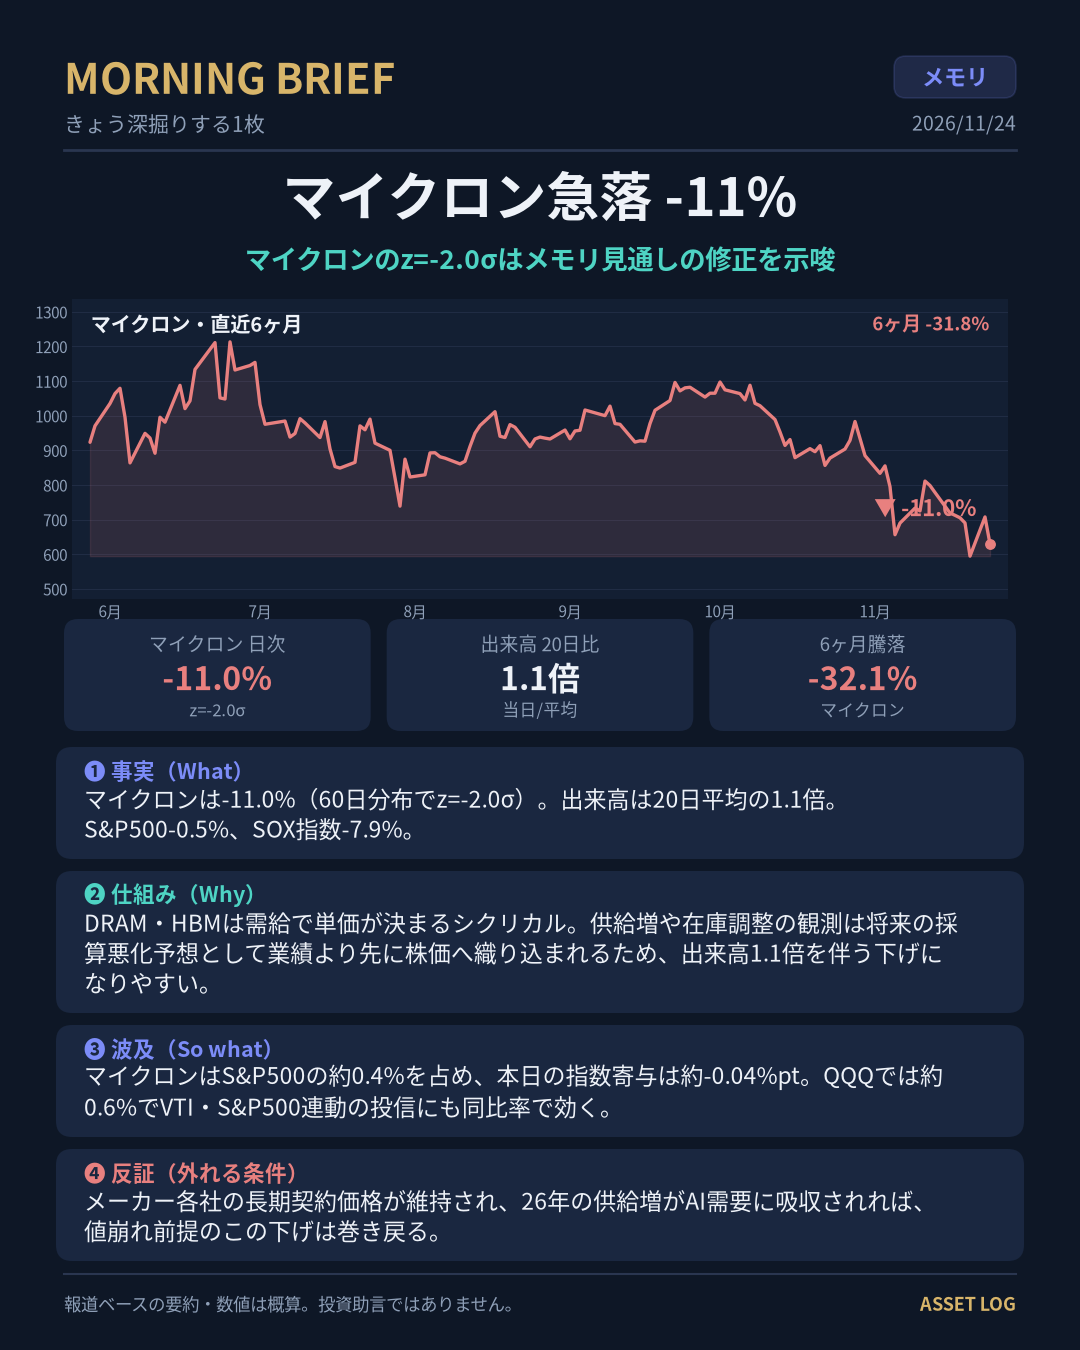 MORNING BRIEF
メモリ
きょう深掘りする1枚
2026/11/24
マイクロン急落 -11%
マイクロンのz=-2.0σはメモリ見通しの修正を示唆
マイクロン・直近6ヶ月
6ヶ月 -31.8%
1300
1200
1100
1000
900
800
700
600
500
▼ -11.0%
6月
7月
8月
9月
10月
11月
マイクロン 日次
-11.0%
z=-2.0σ
出来高 20日比
1.1倍
当日/平均
6ヶ月騰落
-32.1%
マイクロン
❶ 事実（What）
マイクロンは-11.0%（60日分布でz=-2.0σ）。出来高は20日平均の1.1倍。
S&P500-0.5%、SOX指数-7.9%。
❷ 仕組み（Why）
DRAM・HBMは需給で単価が決まるシクリカル。供給増や在庫調整の観測は将来の採
算悪化予想として業績より先に株価へ織り込まれるため、出来高1.1倍を伴う下げに
なりやすい。
❸ 波及（So what）
マイクロンはS&P500の約0.4%を占め、本日の指数寄与は約-0.04%pt。QQQでは約
0.6%でVTI・S&P500連動の投信にも同比率で効く。
❹ 反証（外れる条件）
メーカー各社の長期契約価格が維持され、26年の供給増がAI需要に吸収されれば、
値崩れ前提のこの下げは巻き戻る。
報道ベースの要約・数値は概算。投資助言ではありません。
ASSET LOG